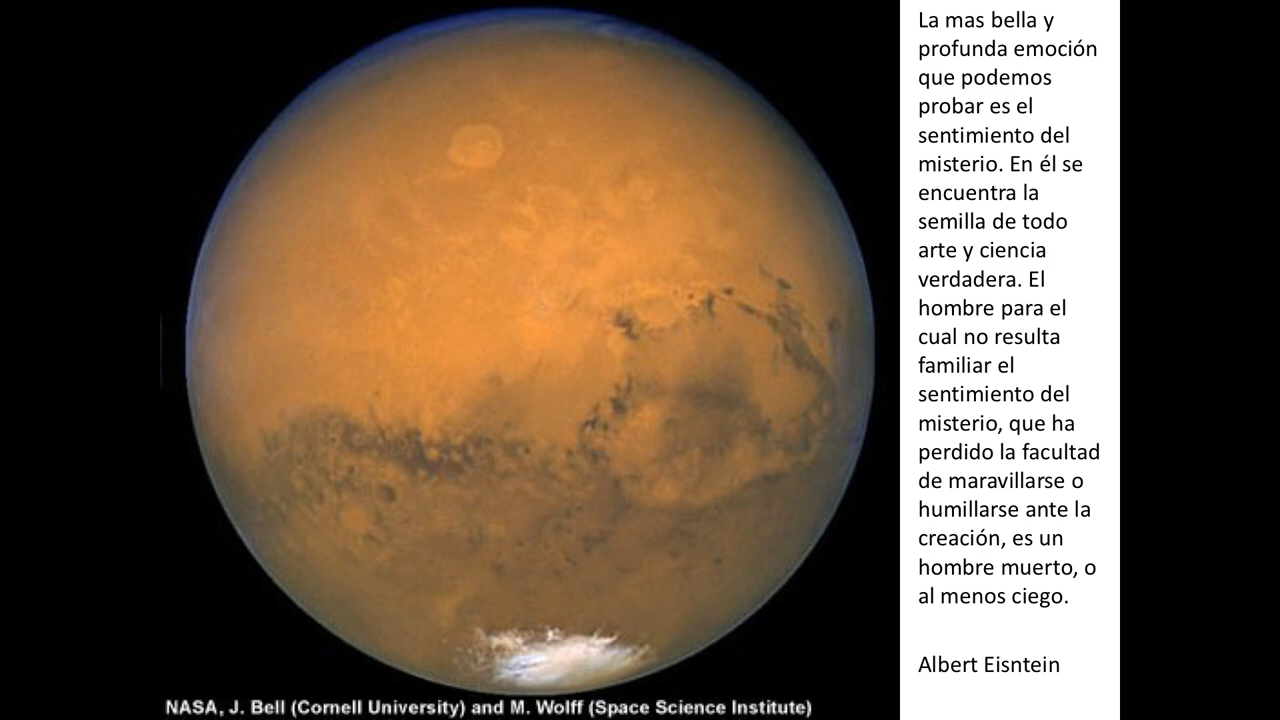 La mas bella y
profunda emoción
que podemos
probar es el
sentimiento del
misterio. En él se
encuentra la
semilla de todo
arte y ciencia
verdadera. El
hombre para el
cual no resulta
familiar el
sentimiento del
misterio, que ha
perdido la facultad
de maravillarse o
humillarse ante la
creación, es un
hombre muerto, o
al menos ciego.
Albert Eisntein
NASA, J. Bell (Cornell University) and M. Wolff (Space Science Institute)